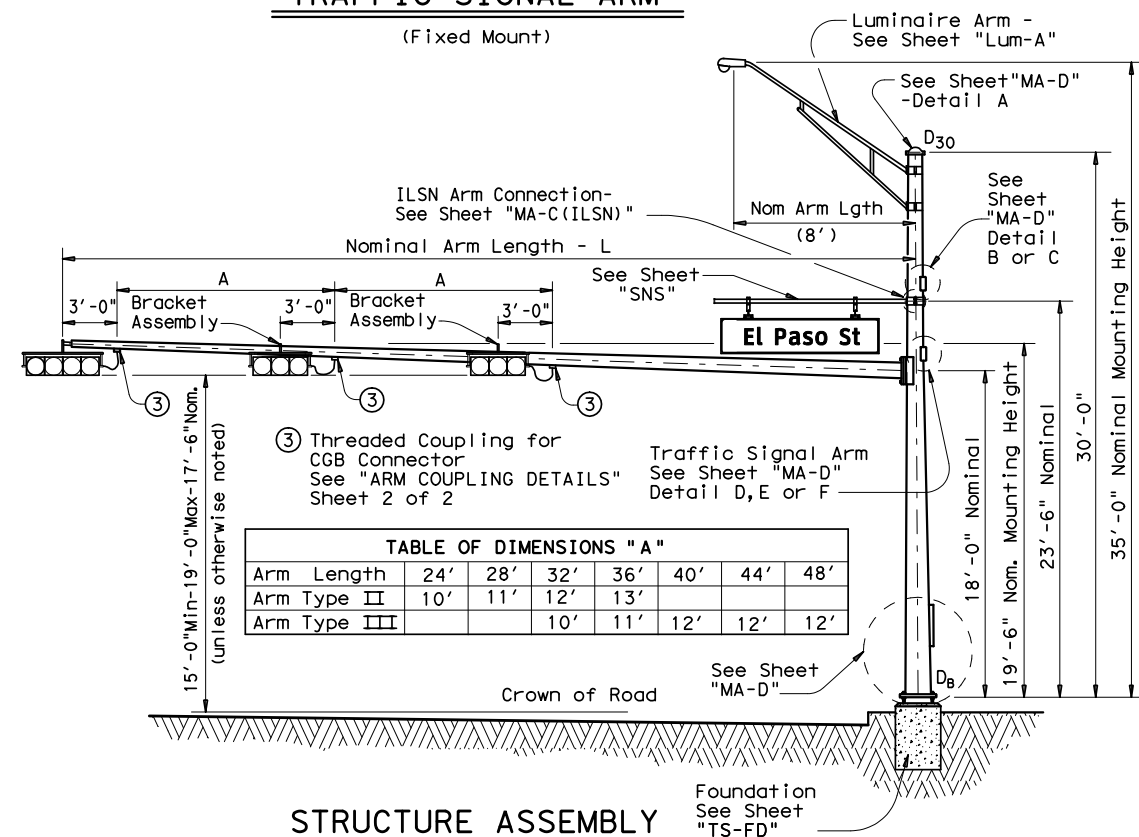 TRAFFIC SIGNAL ARM
(Fixed Mount)
Luminaire Arm -
See Sheet "Lum-A"
See Sheet"MA-D"
-Detail A
D30
ILSN Arm Connection-
See Sheet "MA-C(ILSN)"
Nom Arm Lgth
(8')
See
Sheet
"MA-D"
Detail
B or C
Nominal Arm Length - L
A
A
See Sheet
"SNS"
3'-0"
Bracket
Assembly
3'-0"
Bracket
Assembly
3'-0"
El Paso St
3
3
3
3 Threaded Coupling for
CGB Connector
See "ARM COUPLING DETAILS"
Sheet 2 of 2
Traffic Signal Arm
See Sheet "MA-D"
Detail D,E or F
15'-0"Min-19'-0"Max-17'-6"Nom.
(unless otherwise noted)
18'-0" Nominal
19'-6" Nom. Mounting Height
23'-6" Nominal
30'-0"
35'-0" Nominal Mounting Height
TABLE OF DIMENSIONS "A"
Arm Length 24' 28' 32' 36' 40' 44' 48'
Arm Type II 10' 11' 12' 13'
Arm Type III 10' 11' 12' 12' 12'
See Sheet
"MA-D"
DB
Crown of Road
STRUCTURE ASSEMBLY
Foundation
See Sheet
"TS-FD"